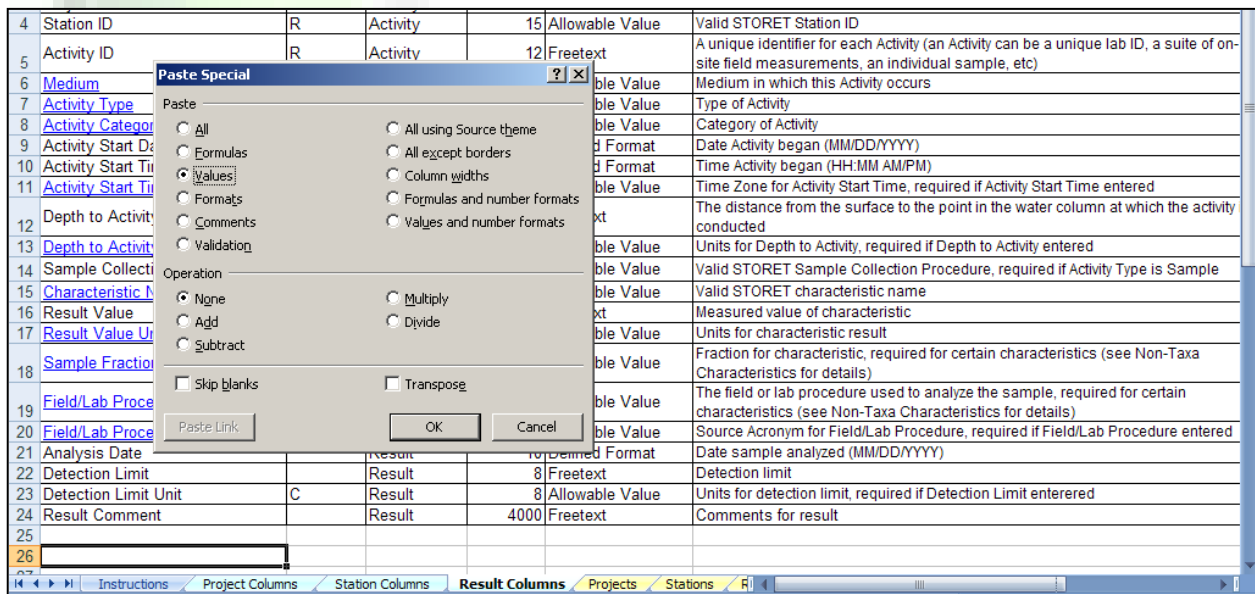 4 Station ID R Activity 15 Allowable Value Valid STORET Station ID
5 Activity ID R Activity 12 Freetext A unique identifier for each Activity (an Activity can be a unique lab ID, a suite of on-
site field measurements, an individual sample, etc)
Paste Special
6 Medium ble Value Medium in which this Activity occurs
7 Activity Type ble Value Type of Activity
8 Activity Categor ble Value Category of Activity
9 Activity Start Da d Format Date Activity began (MM/DD/YYYY)
10 Activity Start Ti d Format Time Activity began (HH:MM AM/PM)
11 Activity Start Ti ble Value Time Zone for Activity Start Time, required if Activity Start Time entered
12 Depth to Activity xt The distance from the surface to the point in the water column at which the activity
conducted
13 Depth to Activit ble Value Units for Depth to Activity, required if Depth to Activity entered
14 Sample Collecti ble Value Valid STORET Sample Collection Procedure, required if Activity Type is Sample
15 Characteristic N ble Value Valid STORET characteristic name
16 Result Value xt Measured value of characteristic
17 Result Value Un ble Value Units for characteristic result
18 Sample Fraction ble Value Fraction for characteristic, required for certain characteristics (see Non-Taxa
Characteristics for details)
19 Field/Lab Proce ble Value The field or lab procedure used to analyze the sample, required for certain
characteristics (see Non-Taxa Characteristics for details)
20 Field/Lab Proce ble Value Source Acronym for Field/Lab Procedure, required if Field/Lab Procedure entered
Paste
All All using Source theme
Formulas All except borders
Values Column widths
Formats Formulas and number formats
Comments Values and number formats
Validation
Operation
None Multiply
Add Divide
Subtract
Skip blanks Transpose
Paste Link OK Cancel
21 Analysis Date Result 10 Defined Format Date sample analyzed (MM/DD/YYYY)
22 Detection Limit Result 8 Freetext Detection limit
23 Detection Limit Unit C Result 8 Allowable Value Units for detection limit, required if Detection Limit enterered
24 Result Comment Result 4000 Freetext Comments for result
25
26
Instructions Project Columns Station Columns Result Columns Projects Stations R